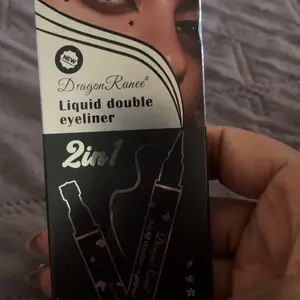 NEW
DragonRanee®
Liquid double
eyeliner
2in1